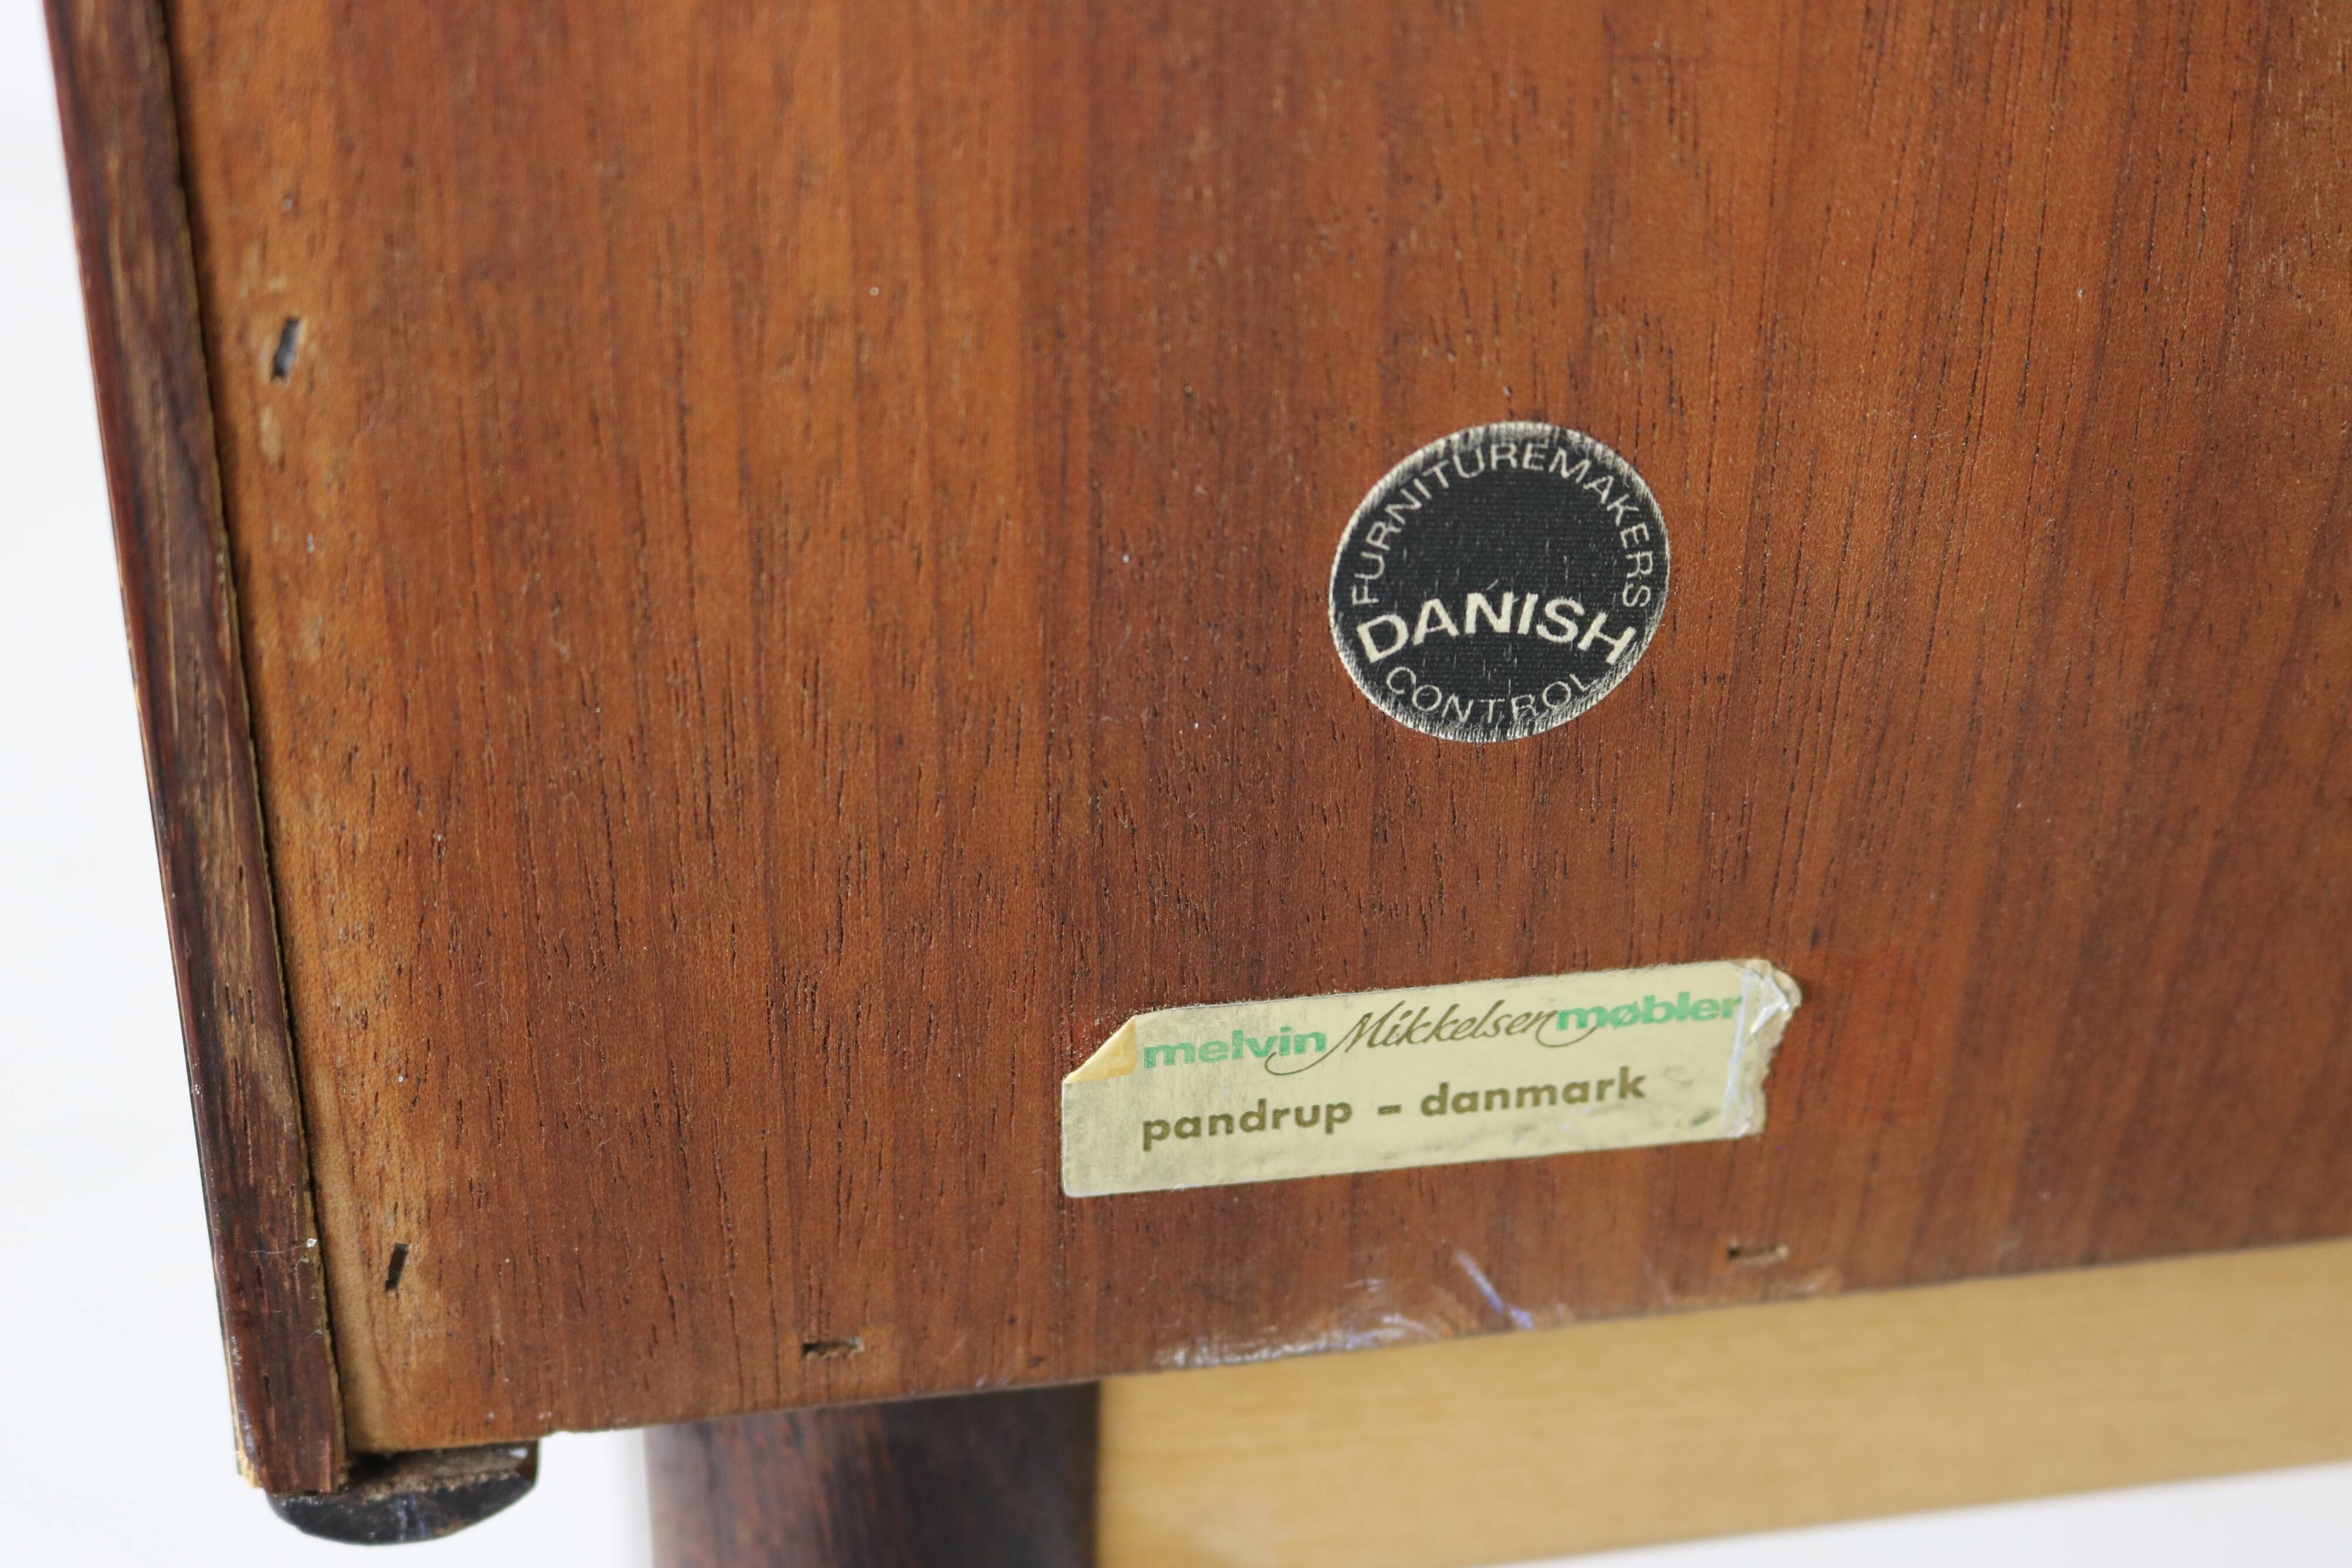 FURNITUREMAKERS
DANISH
CONTROL
melvin Mikkelsen møbler
pandrup - danmark